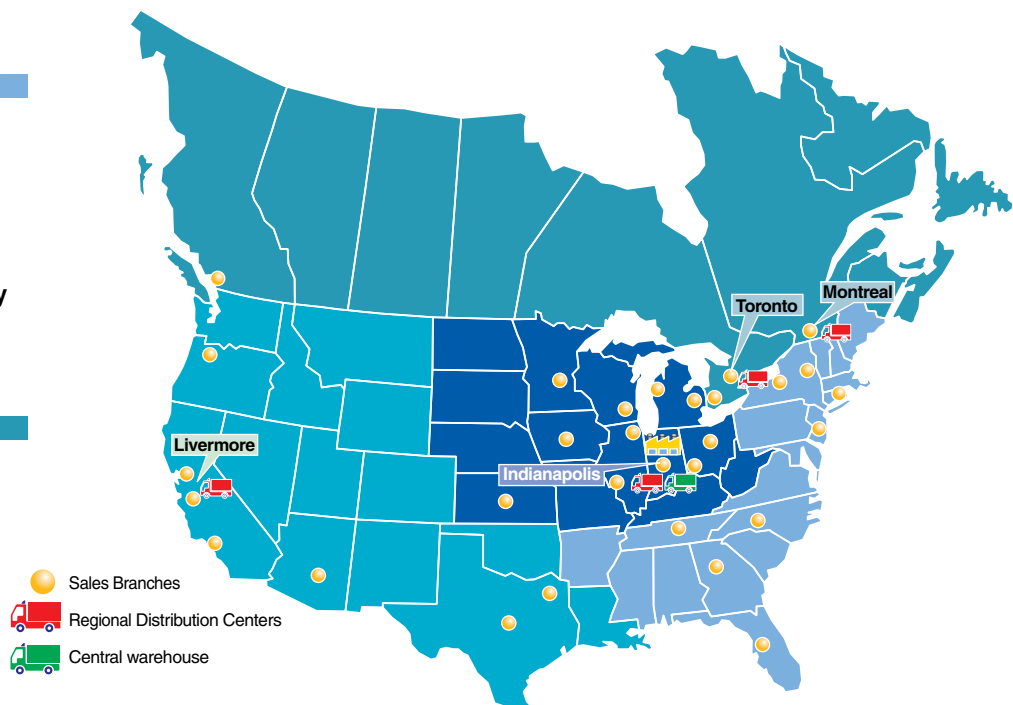 y
Montreal
Toronto
Livermore
Indianapolis
Sales Branches
Regional Distribution Centers
Central warehouse